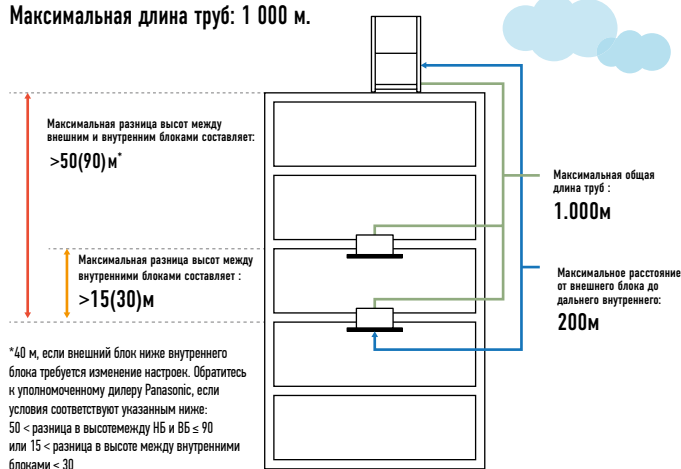 Максимальная длина труб: 1 000 м.
Максимальная разница высот между
внешним и внутренним блоками составляет:
>50(90)м*
Максимальная разница высот между
внутренними блоками составляет :
>15(30)м
Максимальная общая
длина труб :
1.000м
Максимальное расстояние
от внешнего блока до
дальнего внутреннего:
200м
*40 м, если внешний блок ниже внутреннего
блока требуется изменение настроек. Обратитесь
к уполномоченному дилеру Panasonic, если
условия соответствуют указанным ниже:
50 < разница в высотемежду НБ и ВБ ≤ 90
или 15 < разница в высоте между внутренними
блоками < 30